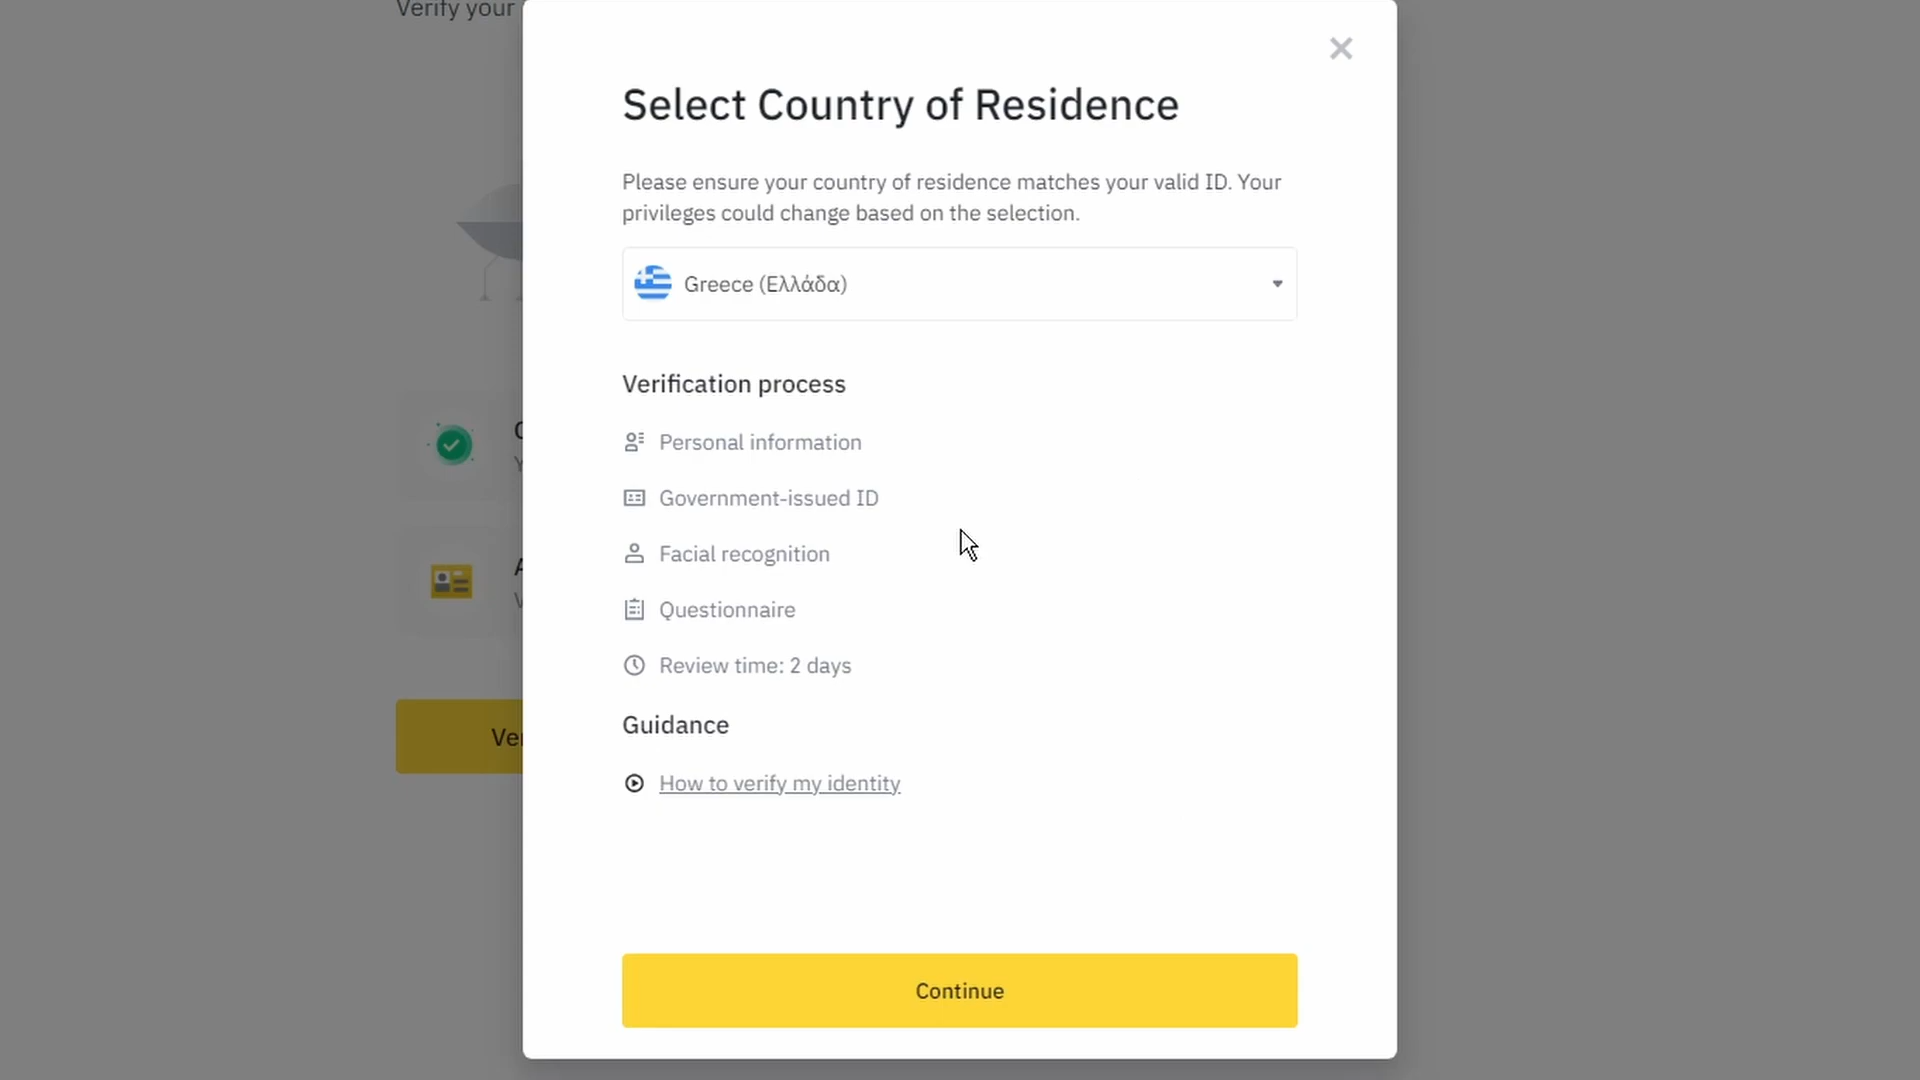 Verify your
Select Country of Residence
Please ensure your country of residence matches your valid ID. Your
privileges could change based on the selection.
Greece (Ελλάδα)
Verification process
Personal information
Government-issued ID
Facial recognition
Questionnaire
Review time: 2 days
Guidance
How to verify my identity
Continue